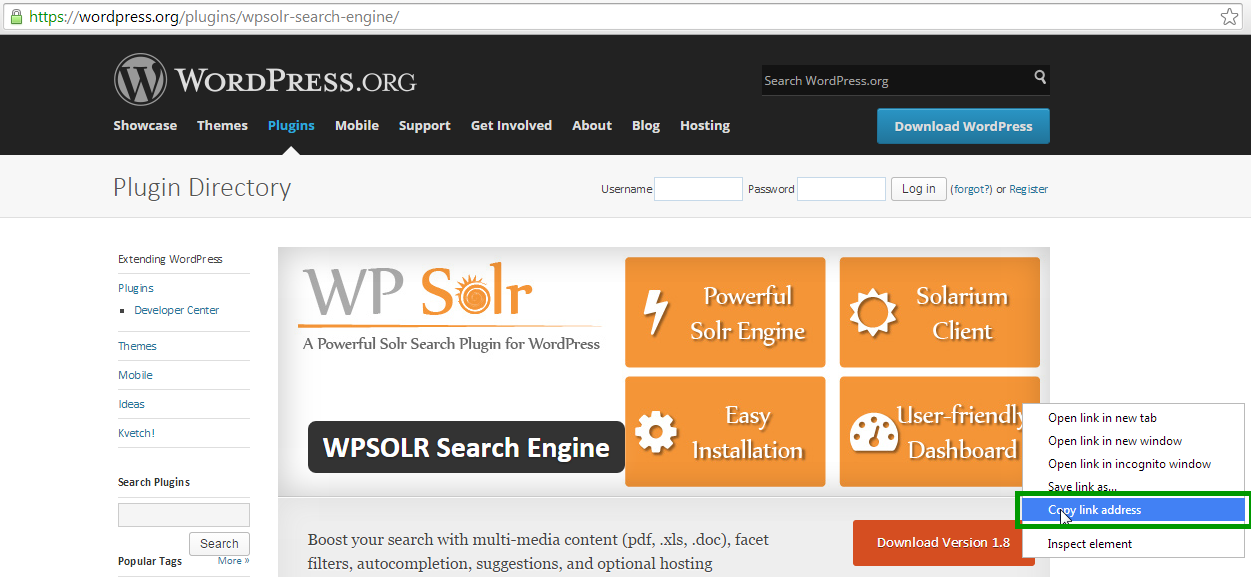 https://wordpress.org/plugins/wpsolr-search-engine/
WORDPRESS.ORG
Search WordPress.org
Showcase Themes Plugins Mobile Support Get Involved About Blog Hosting
Download WordPress
Plugin Directory
Username Password Log in (forgot?) or Register
Extending WordPress
Plugins
Developer Center
Themes
Mobile
Ideas
Kvetch!
Search Plugins
Search
Popular Tags More »
WP Solr
A Powerful Solr Search Plugin for WordPress
WPSOLR Search Engine
Powerful
Solr Engine
Solarium
Client
Easy
Installation
User-friendly
Dashboard
Boost your search with multi-media content (pdf, .xls, .doc), facet
filters, autocompletion, suggestions, and optional hosting
Download Version 1.8
Open link in new tab
Open link in new window
Open link in incognito window
Save link as...
Copy link address
Inspect element